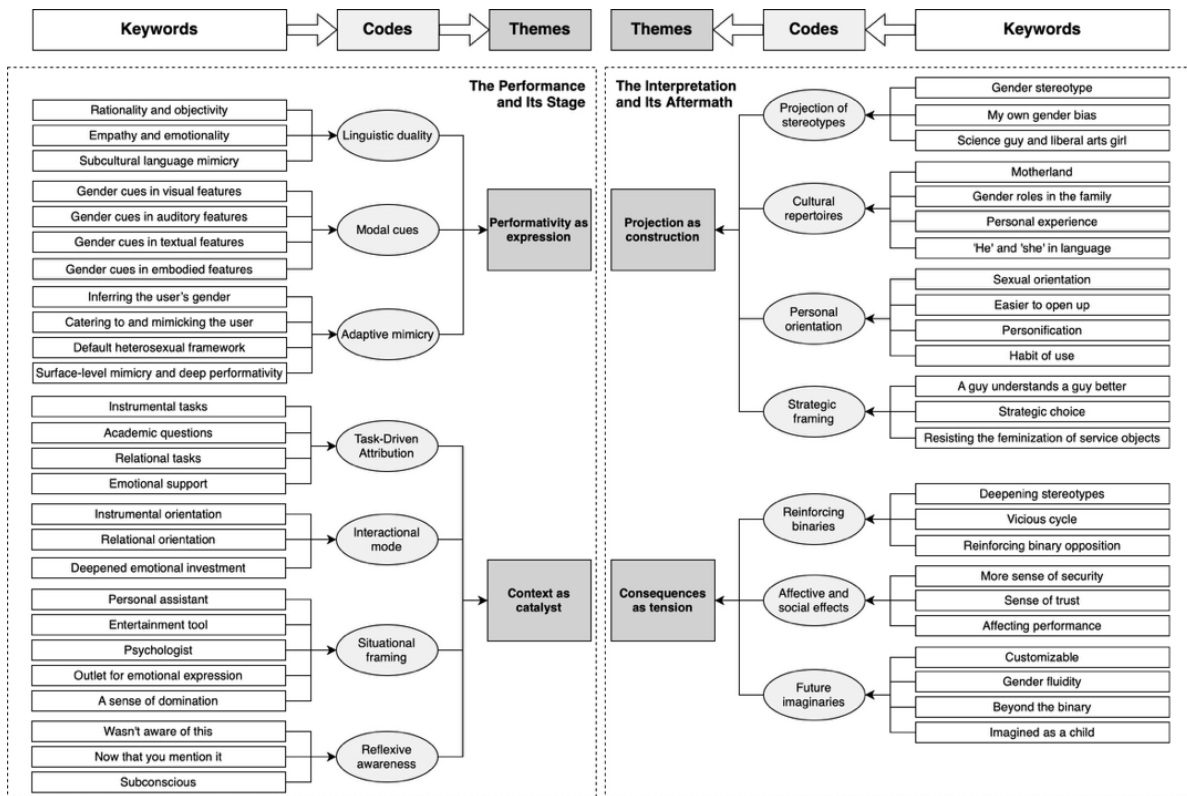 Keywords
Codes
Themes
Themes
Codes
Keywords
The Performance
and Its Stage
Rationality and objectivity
Empathy and emotionality
Subcultural language mimicry
Linguistic duality
Gender cues in visual features
Gender cues in auditory features
Gender cues in textual features
Gender cues in embodied features
Modal cues
Inferring the user's gender
Catering to and mimicking the user
Default heterosexual framework
Surface-level mimicry and deep performativity
Adaptive mimicry
Performativity as
expression
Instrumental tasks
Academic questions
Relational tasks
Emotional support
Task-Driven
Attribution
Instrumental orientation
Relational orientation
Deepened emotional investment
Interactional
mode
Personal assistant
Entertainment tool
Psychologist
Outlet for emotional expression
A sense of domination
Situational
framing
Wasn't aware of this
Now that you mention it
Subconscious
Reflexive
awareness
Context as
catalyst
The Interpretation
and Its Aftermath
Projection of
stereotypes
Gender stereotype
My own gender bias
Science guy and liberal arts girl
Cultural
repertoires
Motherland
Gender roles in the family
Personal experience
'He' and 'she' in language
Projection as
construction
Personal
orientation
Sexual orientation
Easier to open up
Personification
Habit of use
Strategic
framing
A guy understands a guy better
Strategic choice
Resisting the feminization of service objects
Reinforcing
binaries
Deepening stereotypes
Vicious cycle
Reinforcing binary opposition
Consequences
as tension
Affective and
social effects
More sense of security
Sense of trust
Affecting performance
Future
imaginaries
Customizable
Gender fluidity
Beyond the binary
Imagined as a child